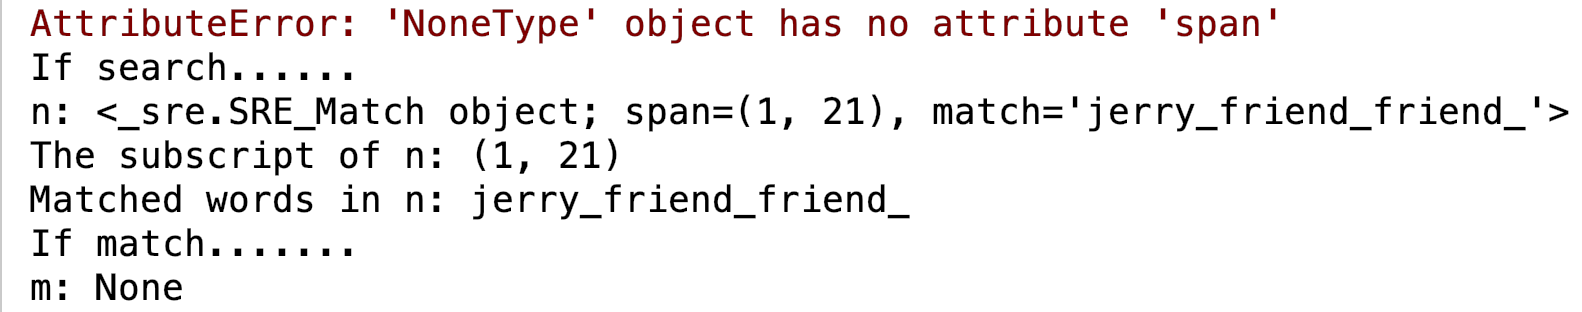 AttributeError: 'NoneType' object has no attribute 'span'
If search......
n: <_sre.SRE_Match object; span=(1, 21), match='jerry_friend_friend_'>
The subscript of n: (1, 21)
Matched words in n: jerry_friend_friend_
If match.......
m: None